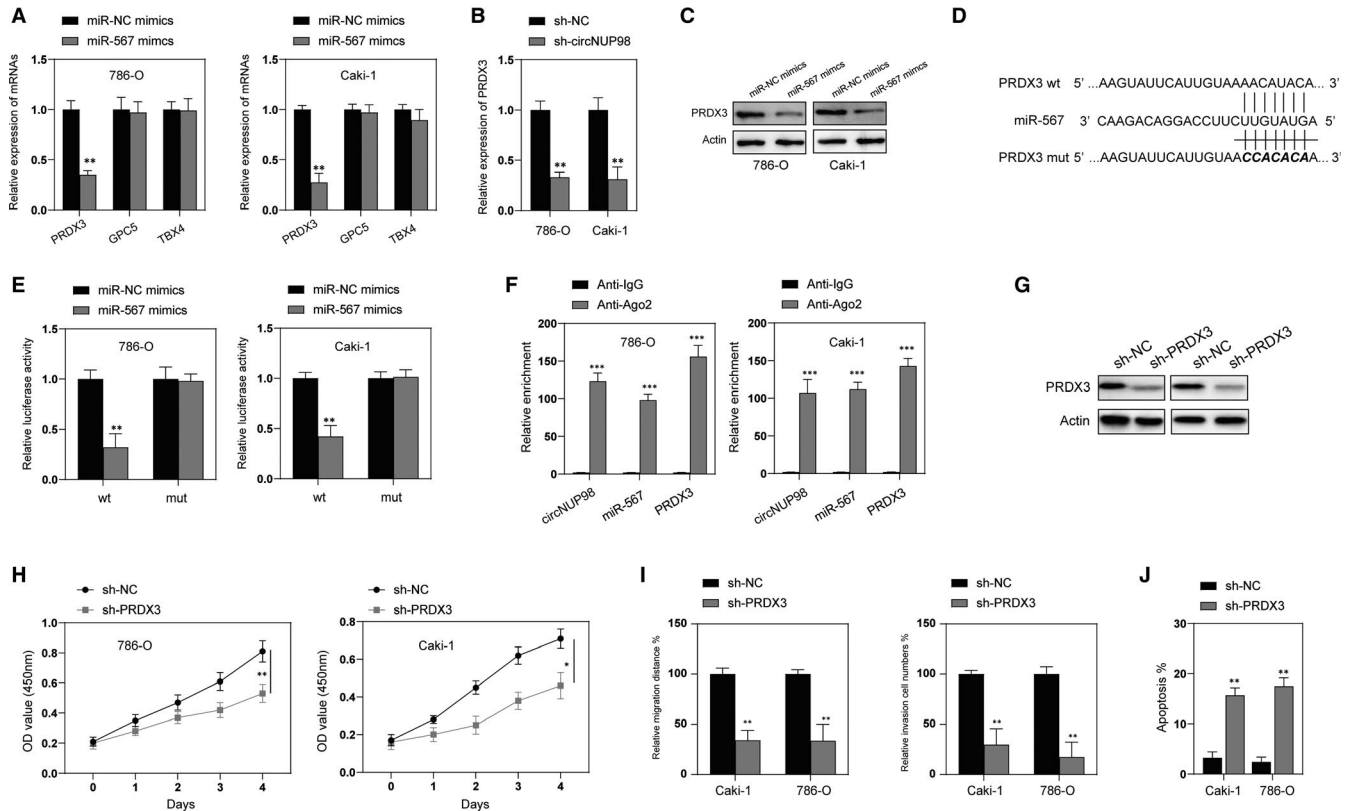 A
miR-NC mimics
miR-567 mimcs
Relative expression of mRNAs
1.5
1.0
0.5
0.0
786-O
**
PRDX3
GPC5
TBX4
miR-NC mimics
miR-567 mimcs
Relative expression of mRNAs
1.5
1.0
0.5
0.0
Caki-1
**
PRDX3
GPC5
TBX4
B
sh-NC
sh-circNUP98
Relative expression of PRDX3
1.5
1.0
0.5
0.0
**
**
786-O
Caki-1
C
miR-NC mimics
miR-567 mimcs
miR-NC mimics
miR-567 mimcs
PRDX3
Actin
786-O
Caki-1
D
PRDX3 wt 5' ...AAGUAUUCAUUGUAAAACAUACA... 3'
miR-567 3' CAAGACAGGACCUUCUUGUAUGA 5'
PRDX3 mut 5' ...AAGUAUUCAUUGUAACCACACAA... 3'
E
miR-NC mimics
miR-567 mimics
Relative luciferase activity
1.5
1.0
0.5
0.0
786-O
**
wt
mut
miR-NC mimics
miR-567 mimics
Relative luciferase activity
1.5
1.0
0.5
0.0
Caki-1
**
wt
mut
F
Anti-IgG
Anti-Ago2
Relative enrichment
200
150
100
50
0
786-O
***
***
***
circNUP98
miR-567
PRDX3
Anti-IgG
Anti-Ago2
Relative enrichment
200
150
100
50
0
Caki-1
***
***
***
circNUP98
miR-567
PRDX3
G
sh-NC
sh-PRDX3
sh-NC
sh-PRDX3
PRDX3
Actin
H
sh-NC
sh-PRDX3
OD value (450nm)
1.0
0.8
0.6
0.4
0.2
0.0
786-O
**
0 1 2 3 4
Days
sh-NC
sh-PRDX3
OD value (450nm)
0.8
0.6
0.4
0.2
0.0
Caki-1
*
0 1 2 3 4
Days
I
sh-NC
sh-PRDX3
Relative migration distance %
150
100
50
0
**
**
Caki-1
786-O
sh-NC
sh-PRDX3
Relative invasion cell numbers %
150
100
50
0
**
**
Caki-1
786-O
J
sh-NC
sh-PRDX3
Apoptosis %
30
20
10
0
**
**
Caki-1
786-O